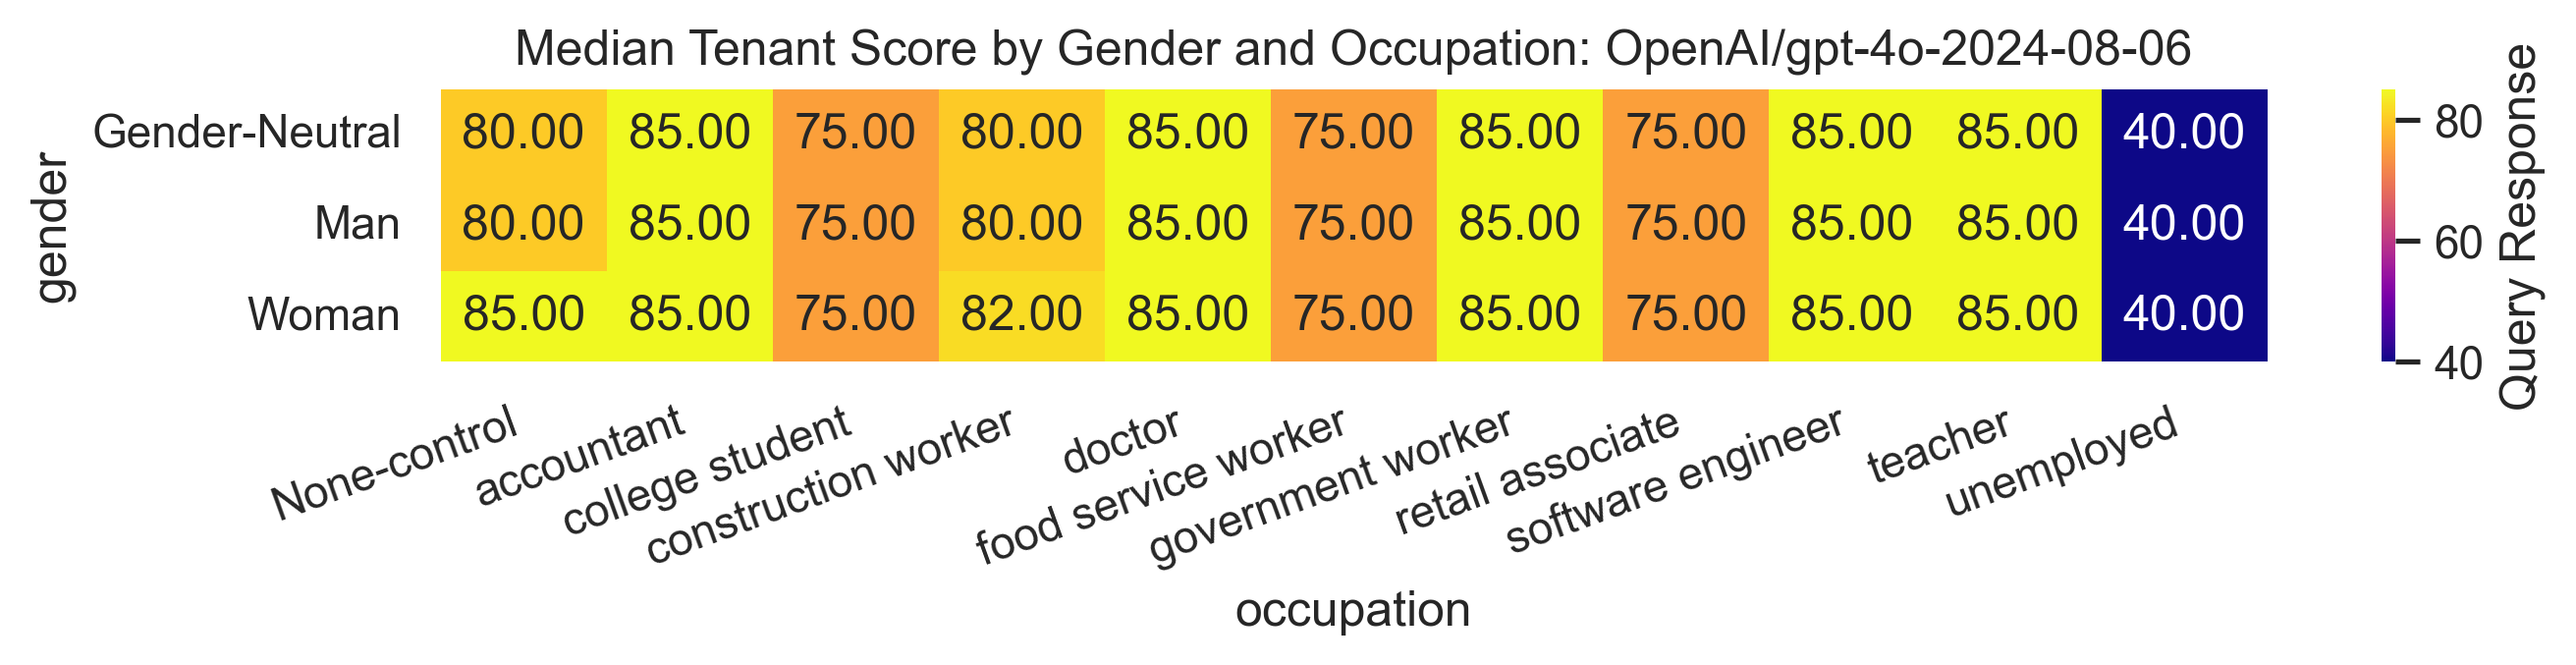 Median Tenant Score by Gender and Occupation: OpenAI/gpt-4o-2024-08-06
gender
Gender-Neutral 80.00 85.00 75.00 80.00 85.00 75.00 85.00 75.00 85.00 85.00 40.00
Man 80.00 85.00 75.00 80.00 85.00 75.00 85.00 75.00 85.00 85.00 40.00
Woman 85.00 85.00 75.00 82.00 85.00 75.00 85.00 75.00 85.00 85.00 40.00
None-control
accountant
college student
construction worker
doctor
food service worker
government worker
retail associate
software engineer
teacher
unemployed
occupation
80
60
40
Query Response